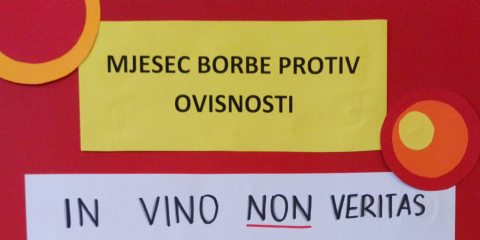 MJESEC BORBE PROTIV
OVISNOSTI
IN VINO NON VERITAS